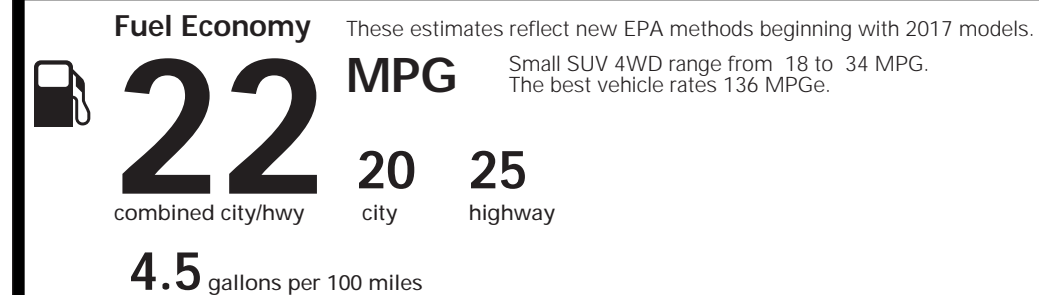 Fuel Economy These estimates reflect new EPA methods beginning with 2017 models.
22 MPG Small SUV 4WD range from 18 to 34 MPG.
The best vehicle rates 136 MPGe.
20 25
combined city/hwy city highway
4.5 gallons per 100 miles